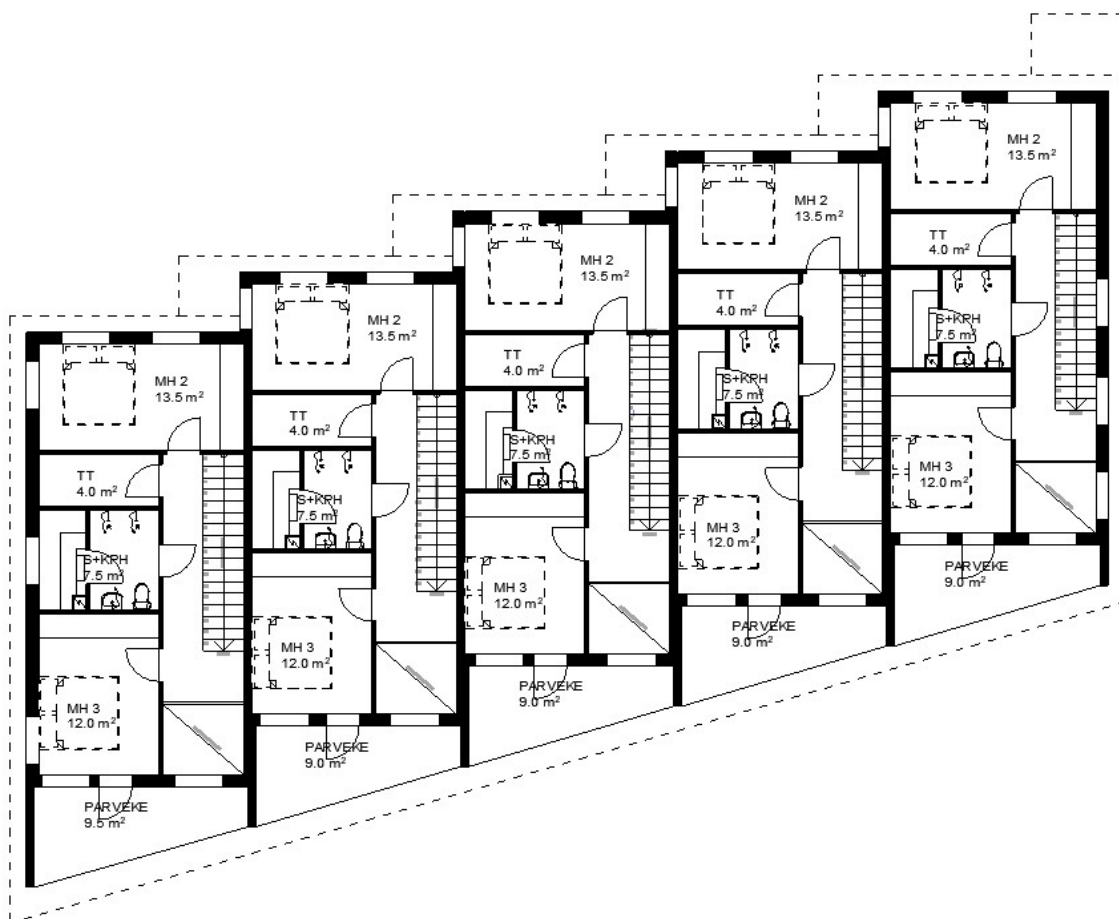 MH 2
13.5 m²
TT
4.0 m²
S+KPH
7.5 m²
MH 3
12.0 m²
PARVEKE
9.5 m²
MH 2
13.5 m²
TT
4.0 m²
S+KPH
7.5 m²
MH 3
12.0 m²
PARVEKE
9.0 m²
MH 2
13.5 m²
TT
4.0 m²
S+KPH
7.5 m²
MH 3
12.0 m²
PARVEKE
9.0 m²
MH 2
13.5 m²
TT
4.0 m²
S+KPH
7.5 m²
MH 3
12.0 m²
PARVEKE
9.0 m²
MH 2
13.5 m²
TT
4.0 m²
S+KPH
7.5 m²
MH 3
12.0 m²
PARVEKE
9.0 m²